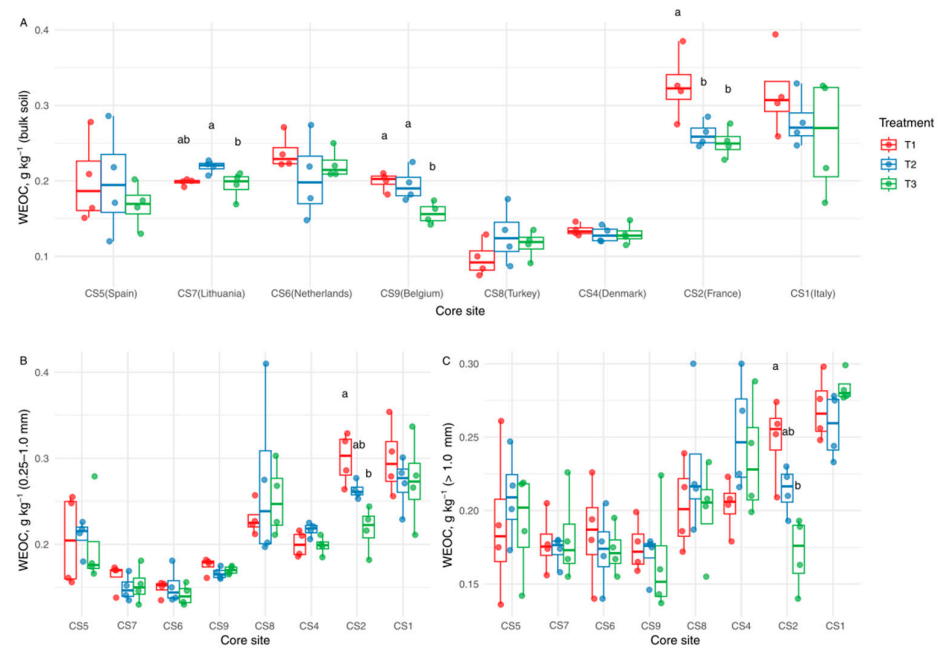 A
WEOC, g kg⁻¹ (bulk soil)
0.4
0.3
0.2
0.1
a
b
b
ab
a
b
a
a
b
CS5(Spain) CS7(Lithuania) CS6(Netherlands) CS9(Belgium) CS8(Turkey) CS4(Denmark) CS2(France) CS1(Italy)
Core site
Treatment
T1
T2
T3
B
WEOC, g kg⁻¹ (0.25–1.0 mm)
0.4
0.3
0.2
a
ab
b
CS5 CS7 CS6 CS9 CS8 CS4 CS2 CS1
Core site
C
WEOC, g kg⁻¹ (> 1.0 mm)
0.30
0.25
0.20
0.15
a
ab
b
CS5 CS7 CS6 CS9 CS8 CS4 CS2 CS1
Core site